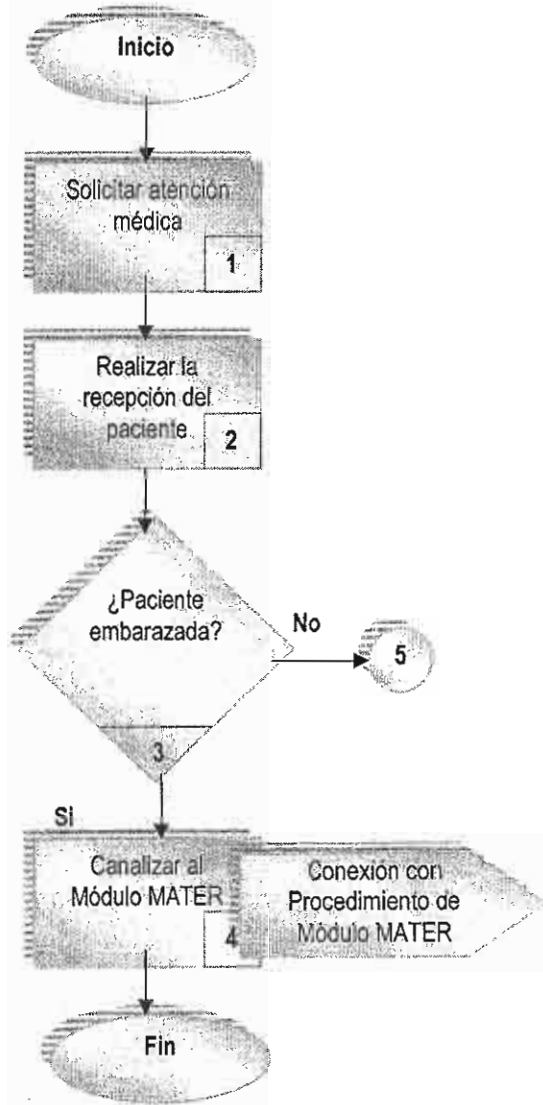 Inicio
Solicitar atención
médica
1
Realizar la
recepción del
paciente
2
¿Paciente
embarazada?
No
5
3
Si
Canalizar al
Módulo MATER
4
Conexión con
Procedimiento de
Módulo MATER
Fin